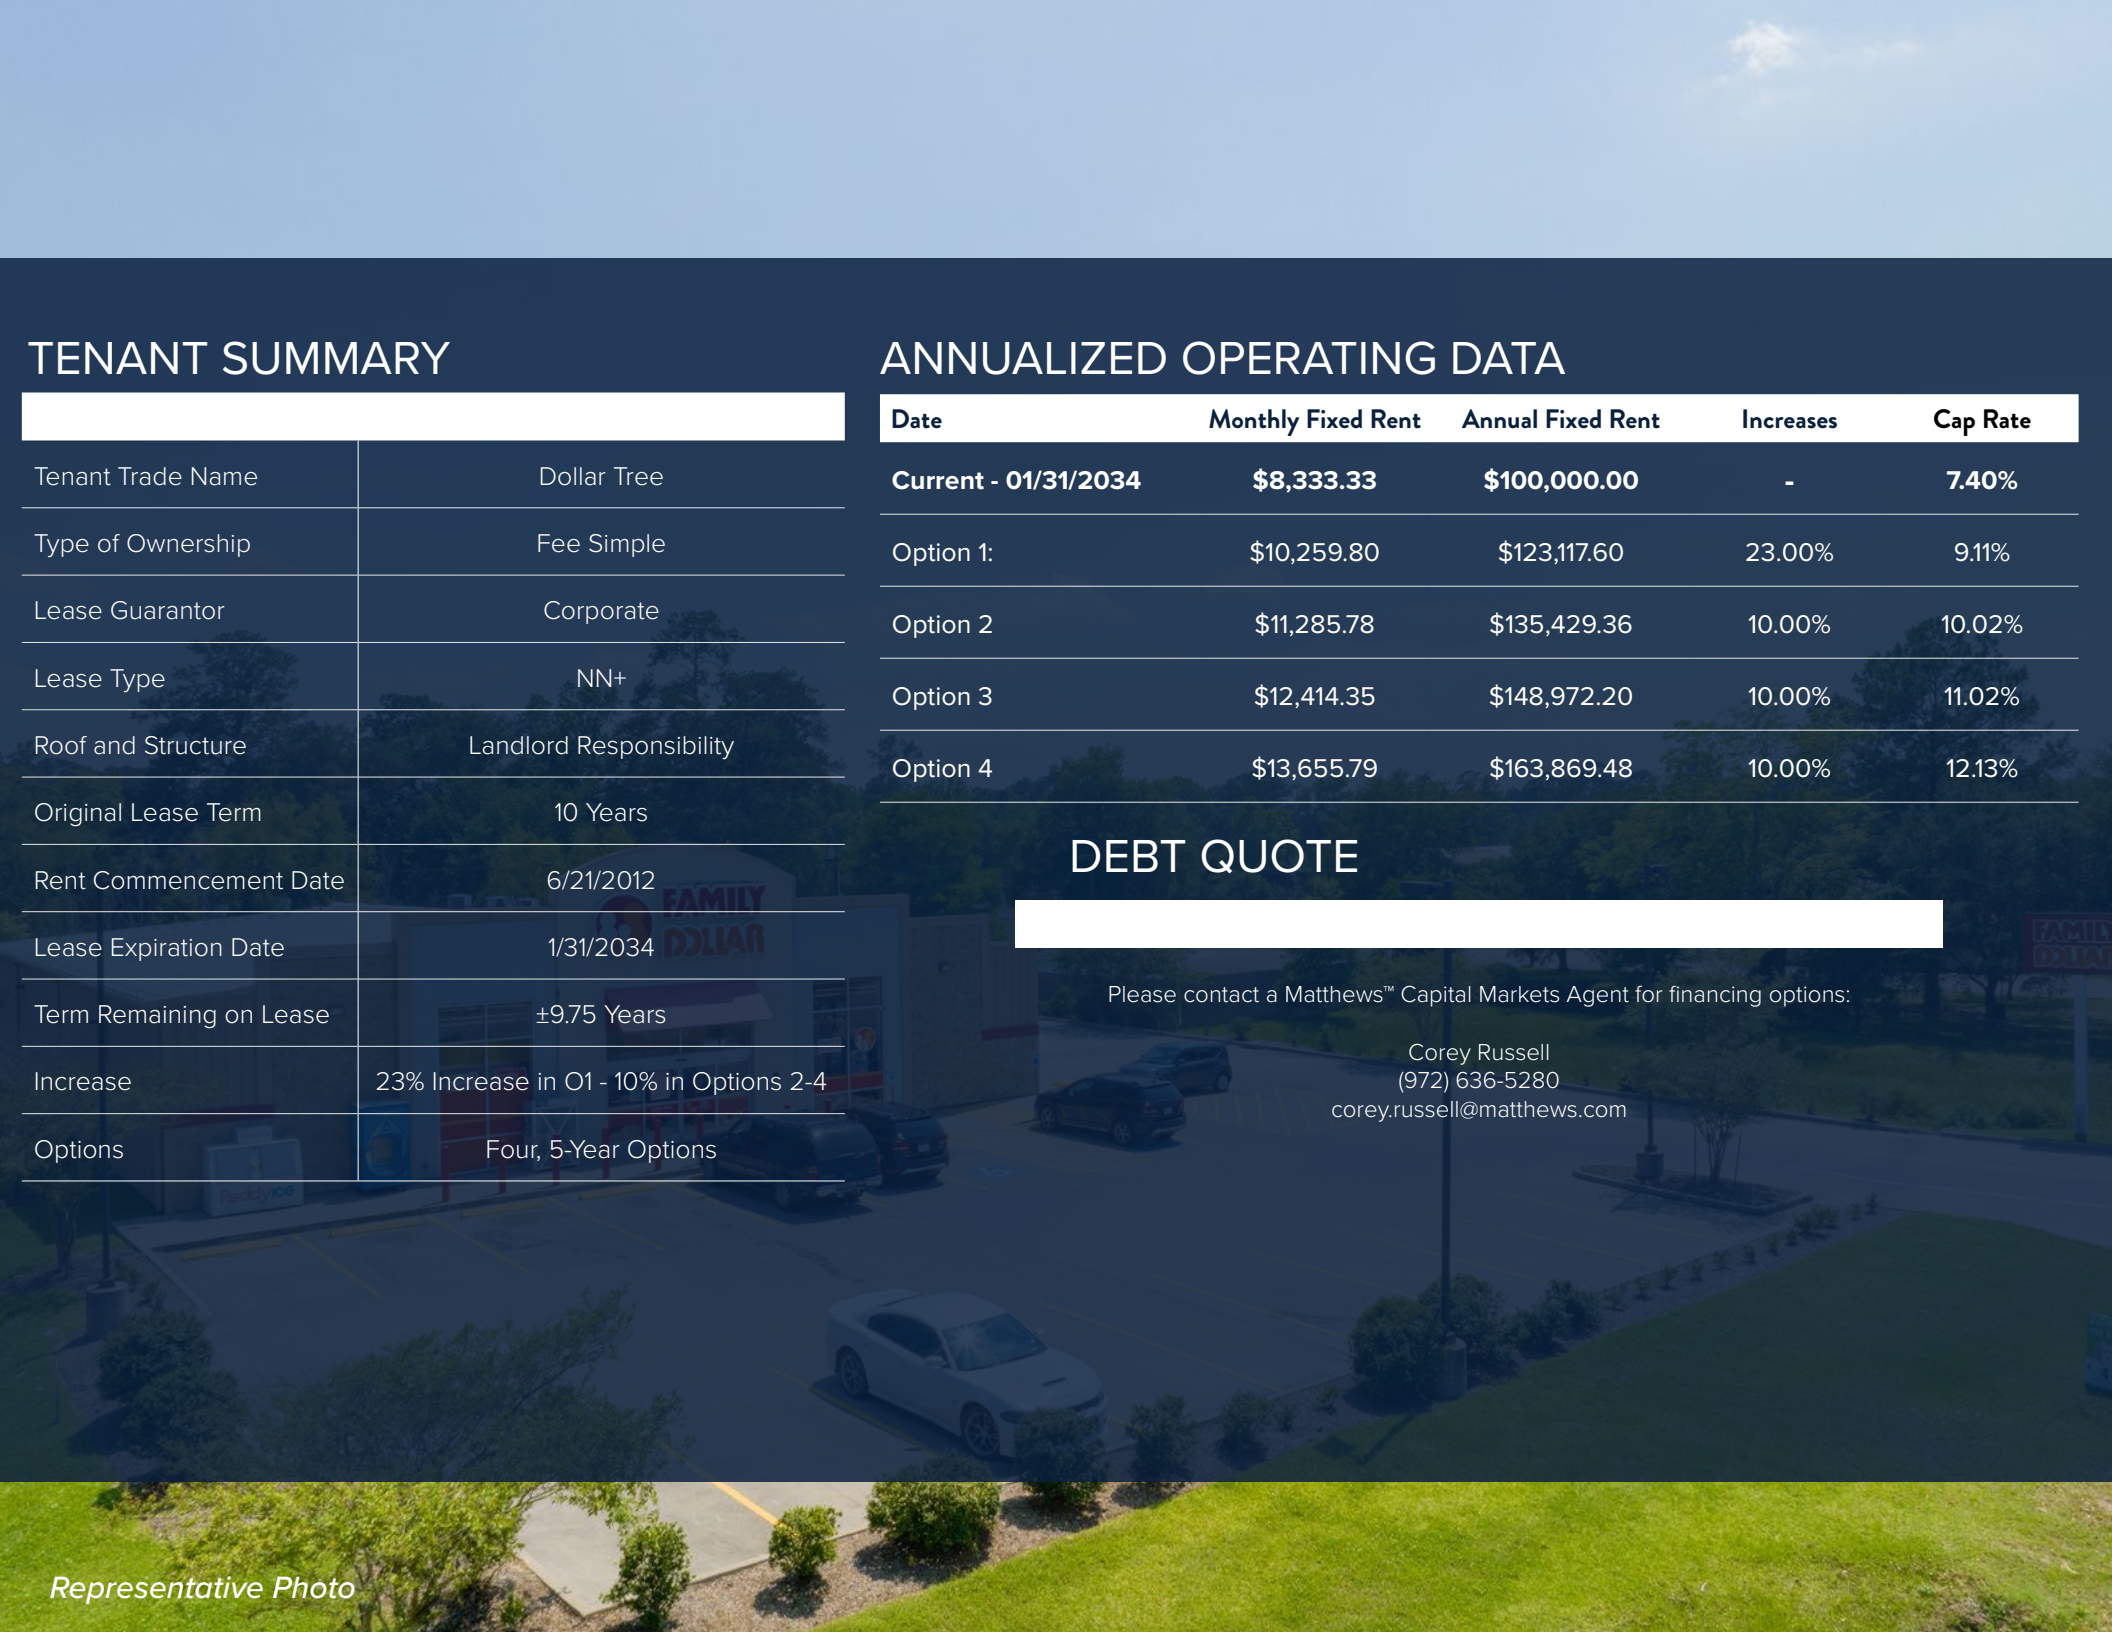 TENANT SUMMARY
Tenant Trade Name Dollar Tree
Type of Ownership Fee Simple
Lease Guarantor Corporate
Lease Type NN+
Roof and Structure Landlord Responsibility
Original Lease Term 10 Years
Rent Commencement Date 6/21/2012
Lease Expiration Date 1/31/2034
Term Remaining on Lease ±9.75 Years
Increase 23% Increase in O1 - 10% in Options 2-4
Options Four, 5-Year Options
ANNUALIZED OPERATING DATA
Date Monthly Fixed Rent Annual Fixed Rent Increases Cap Rate
Current - 01/31/2034 $8,333.33 $100,000.00 - 7.40%
Option 1: $10,259.80 $123,117.60 23.00% 9.11%
Option 2 $11,285.78 $135,429.36 10.00% 10.02%
Option 3 $12,414.35 $148,972.20 10.00% 11.02%
Option 4 $13,655.79 $163,869.48 10.00% 12.13%
DEBT QUOTE
Please contact a Matthews™ Capital Markets Agent for financing options:
Corey Russell
(972) 636-5280
corey.russell@matthews.com
FAMILY
DOLLAR
FAMILY
DOLLAR
Reddy ice
Representative Photo